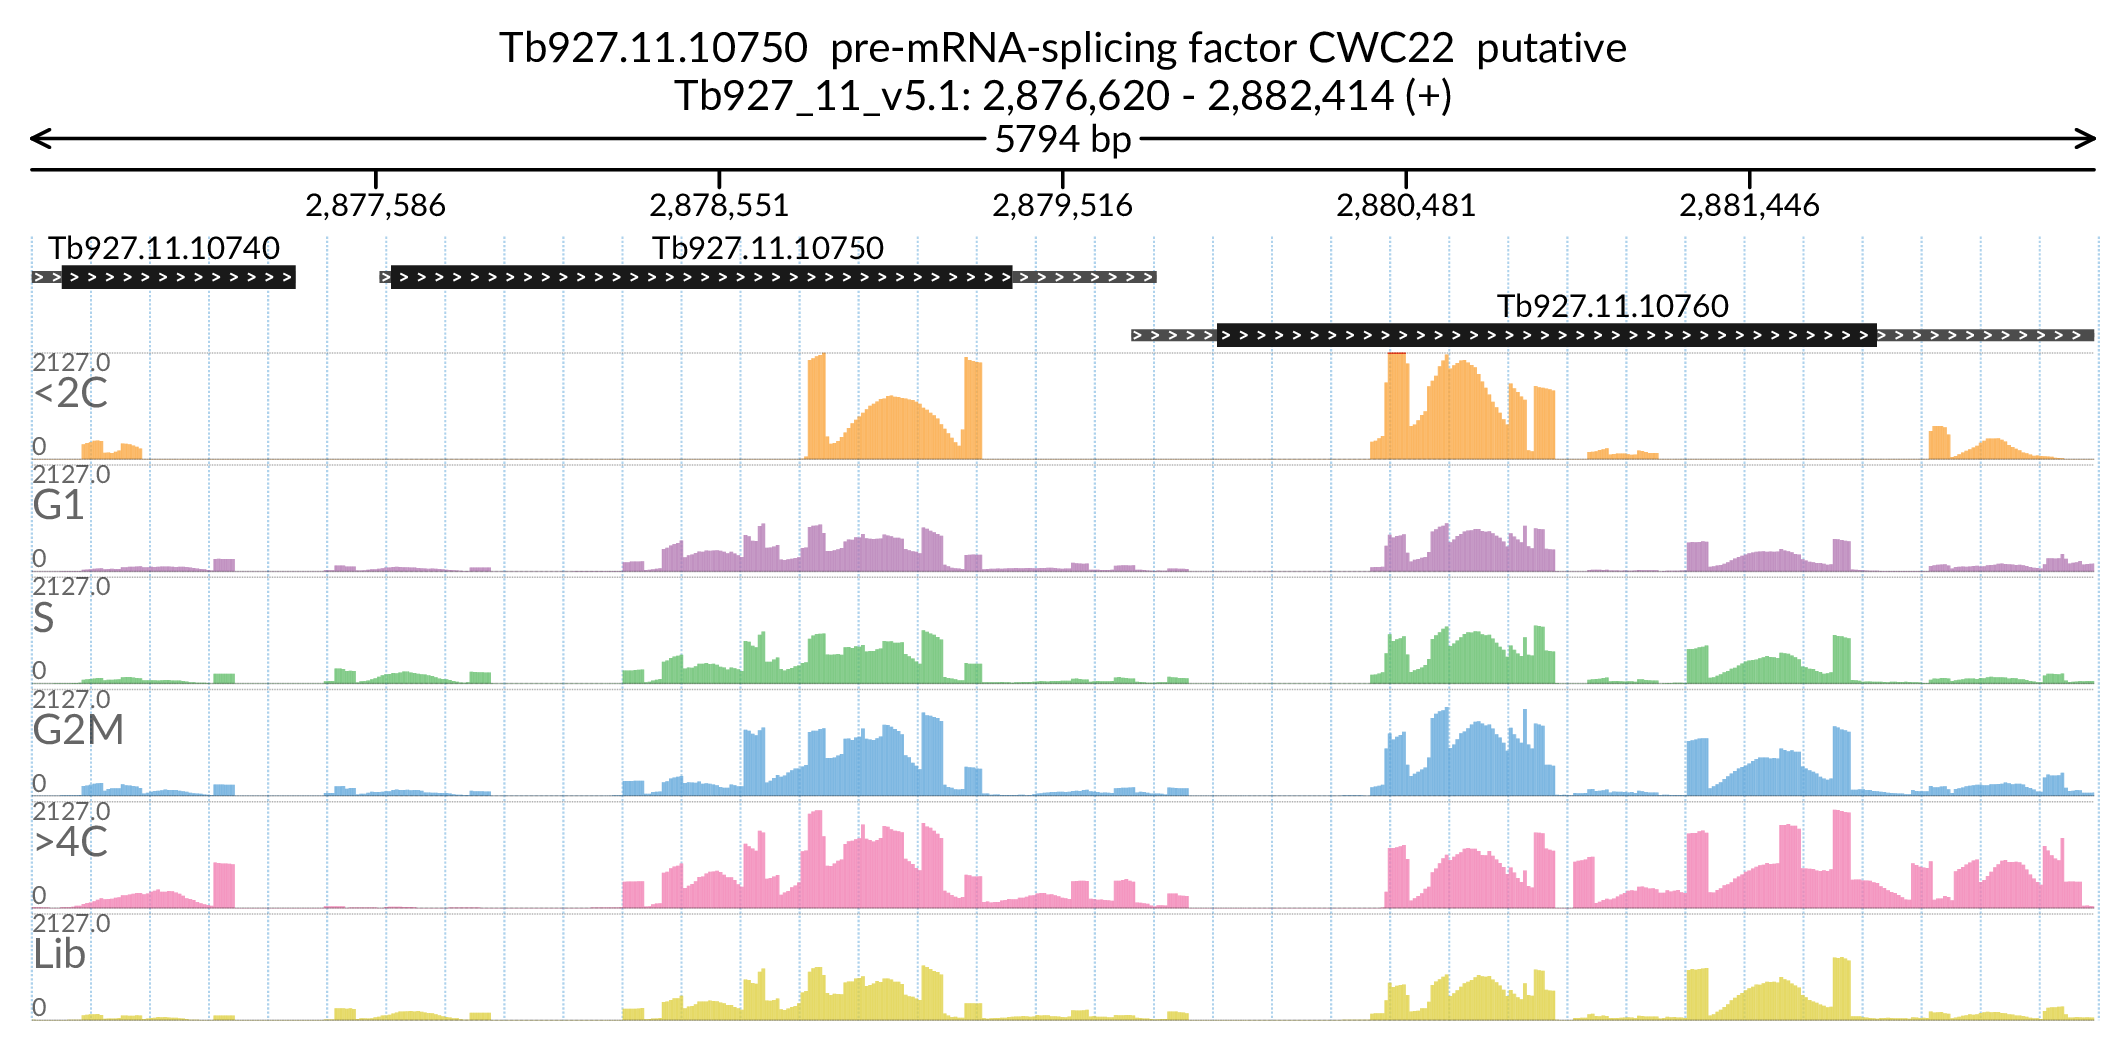 Tb927.11.10750  pre-mRNA-splicing factor CWC22  putative
Tb927_11_v5.1: 2,876,620 - 2,882,414 (+)
5794 bp
2,877,586 2,878,551 2,879,516 2,880,481 2,881,446
Tb927.11.10740 Tb927.11.10750
Tb927.11.10760
2127.0
<2C
0
2127.0
G1
0
2127.0
S
0
2127.0
G2M
0
2127.0
>4C
0
2127.0
Lib
0